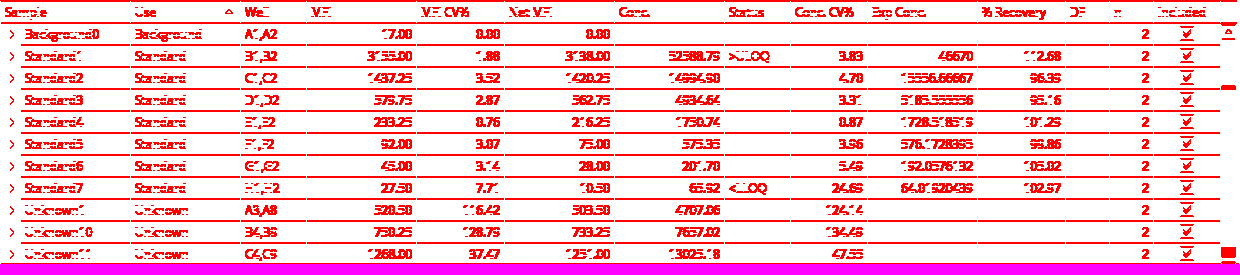 Sample Use Well M.F.I. M.F.I. CV% Net M.F.I. Conc. Status Conc. CV% Exp Conc. % Recovery DF n Included
Background0 Background A1,A2 17.00 0.00 0.00 2
Standard1 Standard B1,B2 3155.00 1.88 3138.00 52588.79 >ULOQ 3.83 46670 112.68 2
Standard2 Standard C1,C2 1437.25 3.52 1420.25 14994.90 4.70 15556.66667 96.39 2
Standard3 Standard D1,D2 579.75 2.87 562.75 4934.64 3.31 5185.555556 95.16 2
Standard4 Standard E1,E2 233.25 0.76 216.25 1750.74 0.87 1728.518519 101.29 2
Standard5 Standard F1,F2 92.00 3.07 75.00 575.35 3.96 576.1728395 99.86 2
Standard6 Standard G1,G2 45.00 3.14 28.00 201.70 5.49 192.0576132 105.02 2
Standard7 Standard H1,H2 27.50 7.71 10.50 65.92 <LLOQ 24.69 64.01920439 102.97 2
Unknown1 Unknown A3,A8 520.50 116.42 503.50 4707.06 124.14 2
Unknown10 Unknown B4,B9 750.25 128.79 733.25 7657.02 134.49 2
Unknown11 Unknown C4,C9 1268.00 37.47 1251.00 13025.18 47.55 2